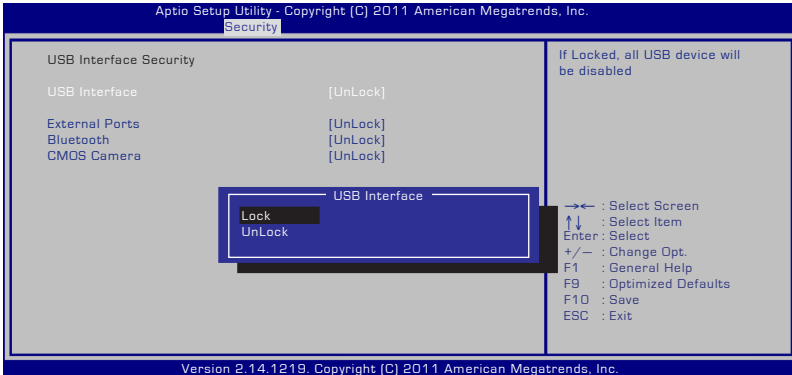 Aptio Setup Utility - Copyright (C) 2011 American Megatrends, Inc.
Security
USB Interface Security
USB Interface [UnLock]
External Ports [UnLock]
Bluetooth [UnLock]
CMOS Camera [UnLock]
USB Interface
Lock
UnLock
If Locked, all USB device will
be disabled
→← : Select Screen
↑↓ : Select Item
Enter : Select
+/— : Change Opt.
F1 : General Help
F9 : Optimized Defaults
F10 : Save
ESC : Exit
Version 2.14.1219. Copyright (C) 2011 American Megatrends, Inc.